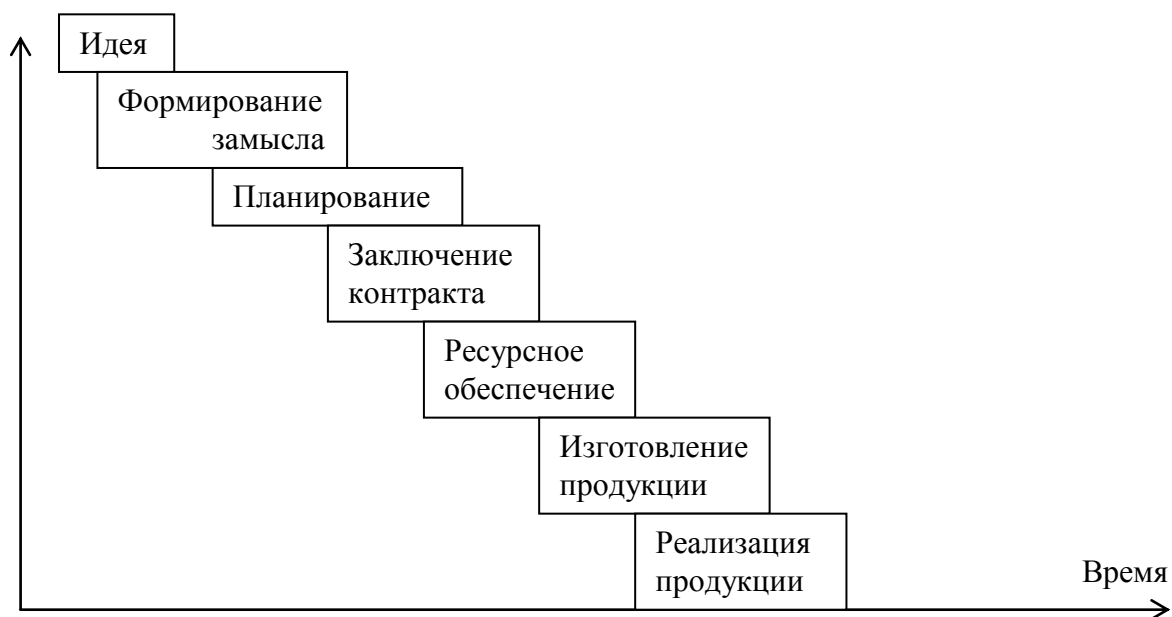 Идея
Формирование
замысла
Планирование
Заключение
контракта
Ресурсное
обеспечение
Изготовление
продукции
Реализация
продукции
Время